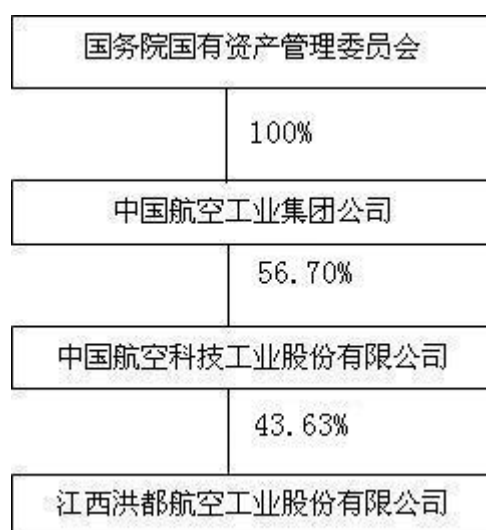 国务院国有资产管理委员会
100%
中国航空工业集团公司
56.70%
中国航空科技工业股份有限公司
43.63%
江西洪都航空工业股份有限公司